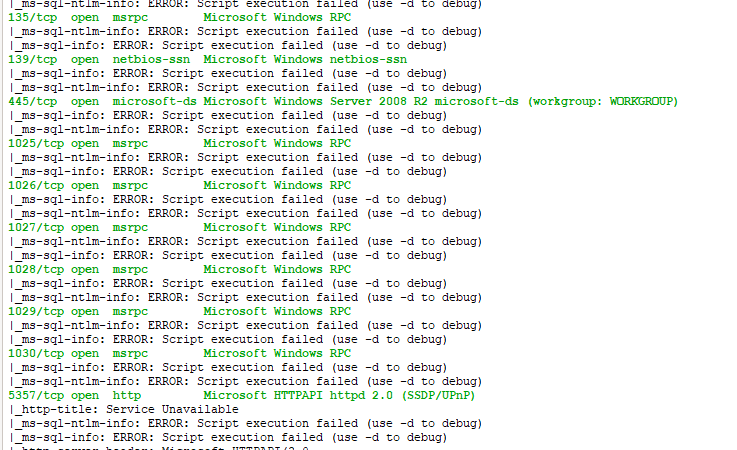 |_ms-sql-ntlm-info: ERROR: Script execution failed (use -d to debug)
135/tcp open msrpc Microsoft Windows RPC
|_ms-sql-ntlm-info: ERROR: Script execution failed (use -d to debug)
|_ms-sql-info: ERROR: Script execution failed (use -d to debug)
139/tcp open netbios-ssn Microsoft Windows netbios-ssn
|_ms-sql-info: ERROR: Script execution failed (use -d to debug)
|_ms-sql-ntlm-info: ERROR: Script execution failed (use -d to debug)
445/tcp open microsoft-ds Microsoft Windows Server 2008 R2 microsoft-ds (workgroup: WORKGROUP)
|_ms-sql-info: ERROR: Script execution failed (use -d to debug)
|_ms-sql-ntlm-info: ERROR: Script execution failed (use -d to debug)
1025/tcp open msrpc Microsoft Windows RPC
|_ms-sql-ntlm-info: ERROR: Script execution failed (use -d to debug)
|_ms-sql-info: ERROR: Script execution failed (use -d to debug)
1026/tcp open msrpc Microsoft Windows RPC
|_ms-sql-info: ERROR: Script execution failed (use -d to debug)
|_ms-sql-ntlm-info: ERROR: Script execution failed (use -d to debug)
1027/tcp open msrpc Microsoft Windows RPC
|_ms-sql-ntlm-info: ERROR: Script execution failed (use -d to debug)
|_ms-sql-info: ERROR: Script execution failed (use -d to debug)
1028/tcp open msrpc Microsoft Windows RPC
|_ms-sql-info: ERROR: Script execution failed (use -d to debug)
|_ms-sql-ntlm-info: ERROR: Script execution failed (use -d to debug)
1029/tcp open msrpc Microsoft Windows RPC
|_ms-sql-ntlm-info: ERROR: Script execution failed (use -d to debug)
|_ms-sql-info: ERROR: Script execution failed (use -d to debug)
1030/tcp open msrpc Microsoft Windows RPC
|_ms-sql-info: ERROR: Script execution failed (use -d to debug)
|_ms-sql-ntlm-info: ERROR: Script execution failed (use -d to debug)
5357/tcp open http Microsoft HTTPAPI httpd 2.0 (SSDP/UPnP)
|_http-title: Service Unavailable
|_ms-sql-ntlm-info: ERROR: Script execution failed (use -d to debug)
|_ms-sql-info: ERROR: Script execution failed (use -d to debug)
|_http-server-header: Microsoft-HTTPAPI/2.0